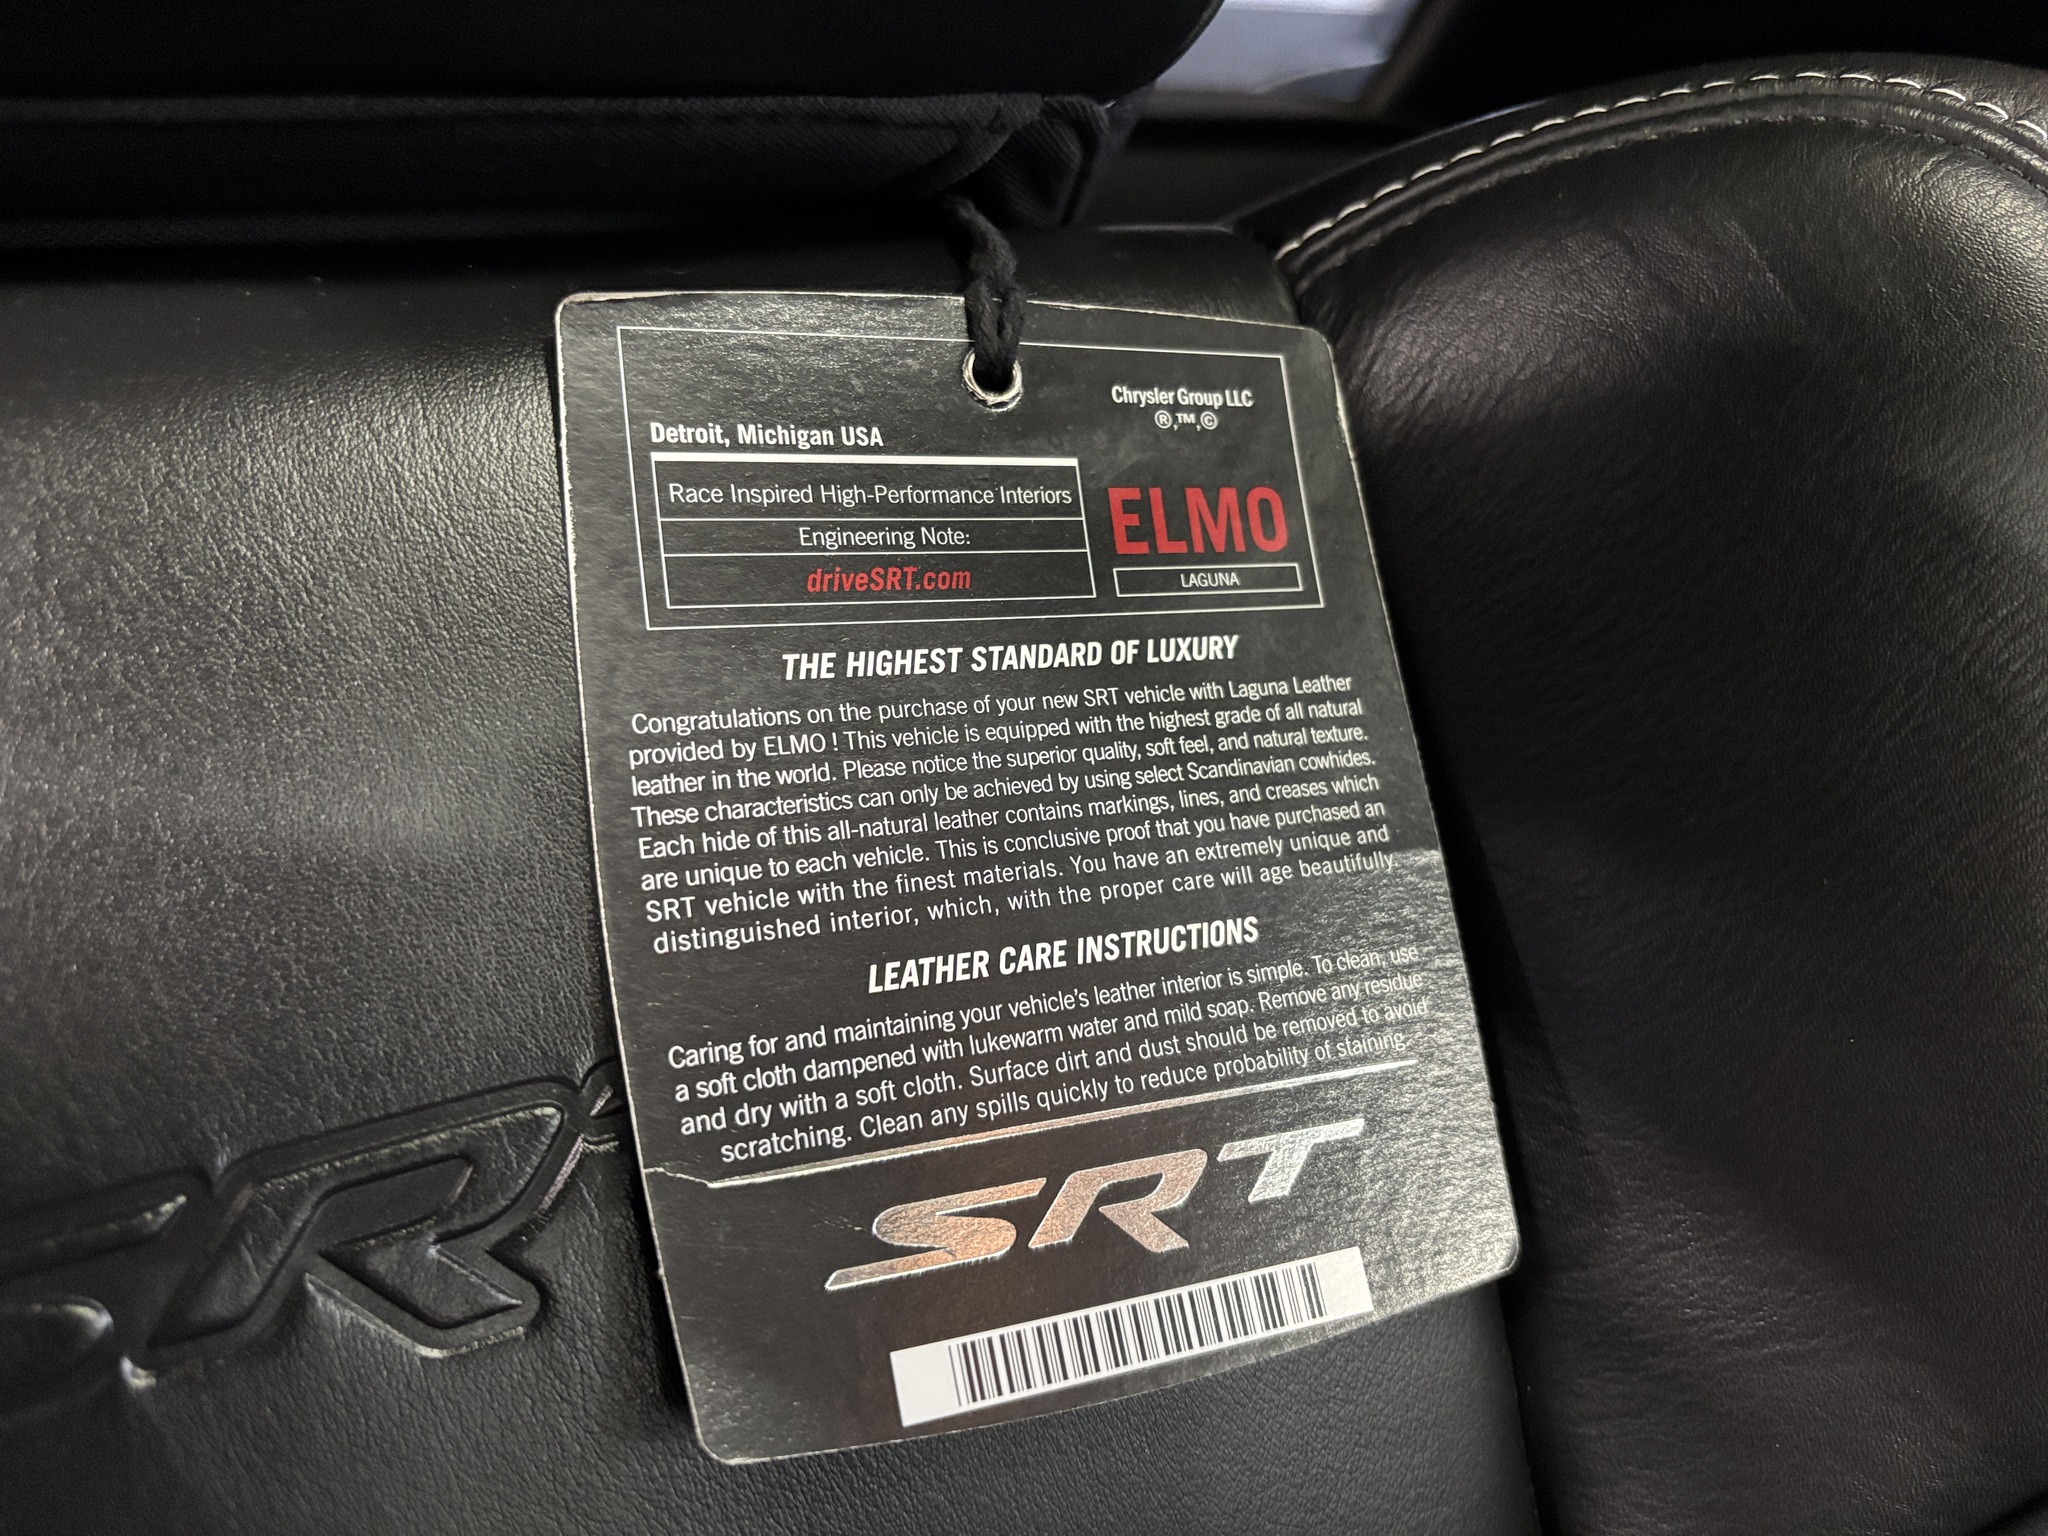 Chrysler Group LLC
®,™,©
Detroit, Michigan USA
Race Inspired High-Performance Interiors
Engineering Note:
driveSRT.com
ELMO
LAGUNA
THE HIGHEST STANDARD OF LUXURY
Congratulations on the purchase of your new SRT vehicle with Laguna Leather
provided by ELMO ! This vehicle is equipped with the highest grade of all natural
leather in the world. Please notice the superior quality, soft feel, and natural texture.
These characteristics can only be achieved by using select Scandinavian cowhides.
Each hide of this all-natural leather contains markings, lines, and creases which
are unique to each vehicle. This is conclusive proof that you have purchased an
SRT vehicle with the finest materials. You have an extremely unique and
distinguished interior, which, with the proper care will age beautifully.
LEATHER CARE INSTRUCTIONS
Caring for and maintaining your vehicle's leather interior is simple. To clean, use
a soft cloth dampened with lukewarm water and mild soap. Remove any residue
and dry with a soft cloth. Surface dirt and dust should be removed to avoid
scratching. Clean any spills quickly to reduce probability of staining.
SRT
SRT